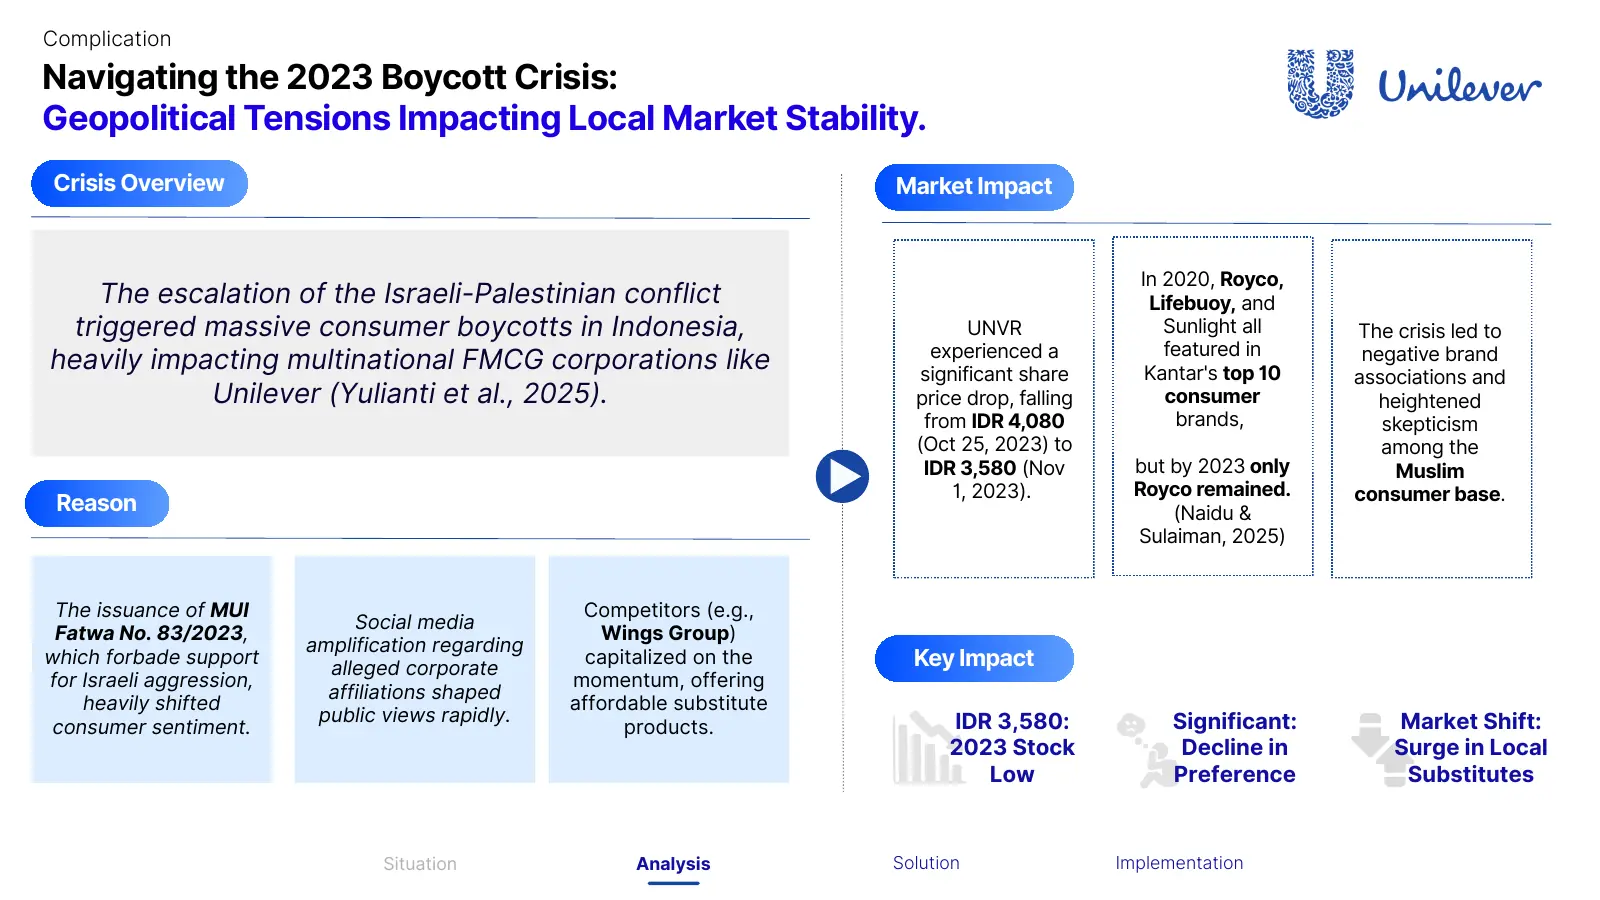 Complication
Navigating the 2023 Boycott Crisis:
Geopolitical Tensions Impacting Local Market Stability.
Unilever
Crisis Overview
The escalation of the Israeli-Palestinian conflict
triggered massive consumer boycotts in Indonesia,
heavily impacting multinational FMCG corporations like
Unilever (Yulianti et al., 2025).
Reason
The issuance of MUI
Fatwa No. 83/2023,
which forbade support
for Israeli aggression,
heavily shifted
consumer sentiment.
Social media
amplification regarding
alleged corporate
affiliations shaped
public views rapidly.
Competitors (e.g.,
Wings Group)
capitalized on the
momentum, offering
affordable substitute
products.
Market Impact
UNVR
experienced a
significant share
price drop, falling
from IDR 4,080
(Oct 25, 2023) to
IDR 3,580 (Nov
1, 2023).
In 2020, Royco,
Lifebuoy, and
Sunlight all
featured in
Kantar's top 10
consumer
brands,
but by 2023 only
Royco remained.
(Naidu &
Sulaiman, 2025)
The crisis led to
negative brand
associations and
heightened
skepticism
among the
Muslim
consumer base.
Key Impact
IDR 3,580:
2023 Stock
Low
Significant:
Decline in
Preference
Market Shift:
Surge in Local
Substitutes
Situation
Analysis
Solution
Implementation